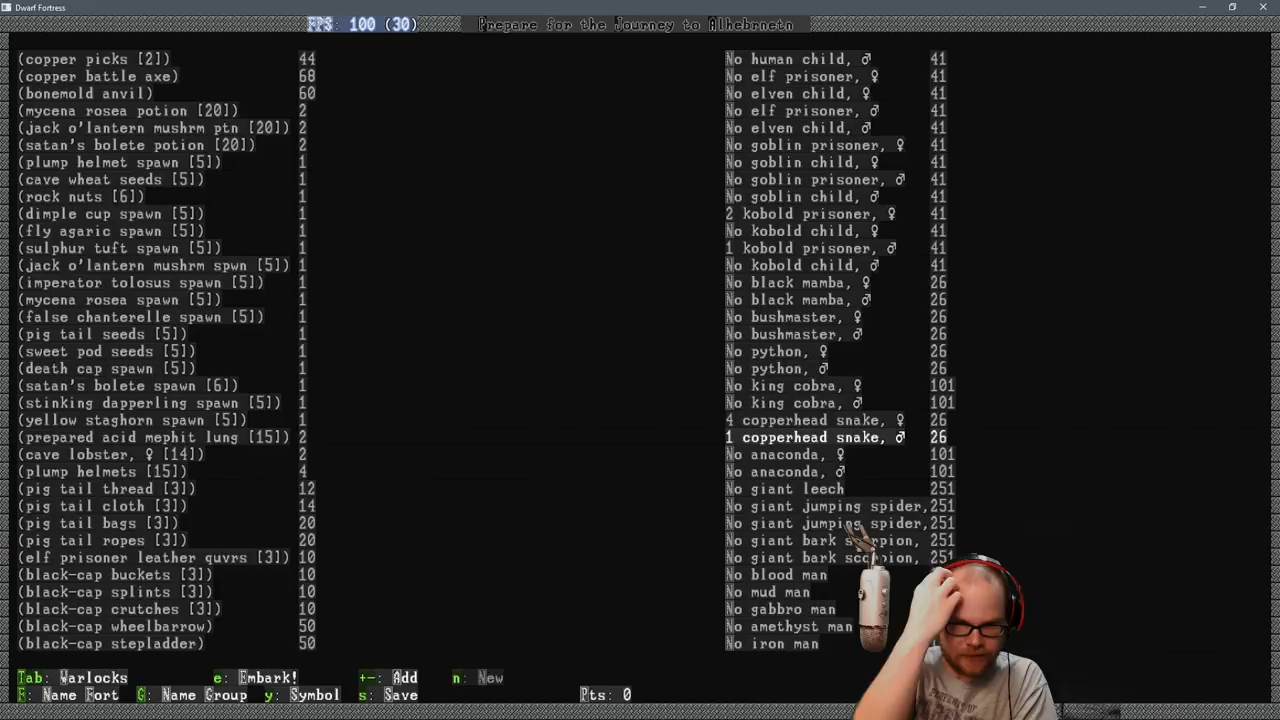 Dwarf Fortress
FPS: 100 (30)
Prepare for the Journey to Alhebrnetn
(copper picks [2]) 44
(copper battle axe) 68
(bonemold anvil) 60
(mycena rosea potion [20]) 2
(jack o'lantern mushrm ptn [20]) 2
(satan's bolete potion [20]) 2
(plump helmet spawn [5]) 1
(cave wheat seeds [5]) 1
(rock nuts [6]) 1
(dimple cup spawn [5]) 1
(fly agaric spawn [5]) 1
(sulphur tuft spawn [5]) 1
(jack o'lantern mushrm spwn [5]) 1
(imperator tolosus spawn [5]) 1
(mycena rosea spawn [5]) 1
(false chanterelle spawn [5]) 1
(pig tail seeds [5]) 1
(sweet pod seeds [5]) 1
(death cap spawn [5]) 1
(satan's bolete spawn [6]) 1
(stinking dapperling spawn [5]) 1
(yellow staghorn spawn [5]) 1
(prepared acid mephit lung [15]) 2
(cave lobster, ♀ [14]) 2
(plump helmets [15]) 4
(pig tail thread [3]) 12
(pig tail cloth [3]) 14
(pig tail bags [3]) 20
(pig tail ropes [3]) 20
(elf prisoner leather quvrs [3]) 10
(black-cap buckets [3]) 10
(black-cap splints [3]) 10
(black-cap crutches [3]) 10
(black-cap wheelbarrow) 50
(black-cap stepladder) 50
No human child, ♂ 41
No elf prisoner, ♀ 41
No elven child, ♀ 41
No elf prisoner, ♂ 41
No elven child, ♂ 41
No goblin prisoner, ♀ 41
No goblin child, ♀ 41
No goblin prisoner, ♂ 41
No goblin child, ♂ 41
2 kobold prisoner, ♀ 41
No kobold child, ♀ 41
1 kobold prisoner, ♂ 41
No kobold child, ♂ 41
No black mamba, ♀ 26
No black mamba, ♂ 26
No bushmaster, ♀ 26
No bushmaster, ♂ 26
No python, ♀ 26
No python, ♂ 26
No king cobra, ♀ 101
No king cobra, ♂ 101
4 copperhead snake, ♀ 26
1 copperhead snake, ♂ 26
No anaconda, ♀ 101
No anaconda, ♂ 101
No giant leech 251
No giant jumping spider, 251
No giant jumping spider, 251
No giant bark scorpion, 251
No giant bark scorpion, 251
No blood man
No mud man
No gabbro man
No amethyst man
No iron man
Tab: Warlocks e: Embark! +-: Add n: New
F: Name Fort G: Name Group y: Symbol s: Save Pts: 0